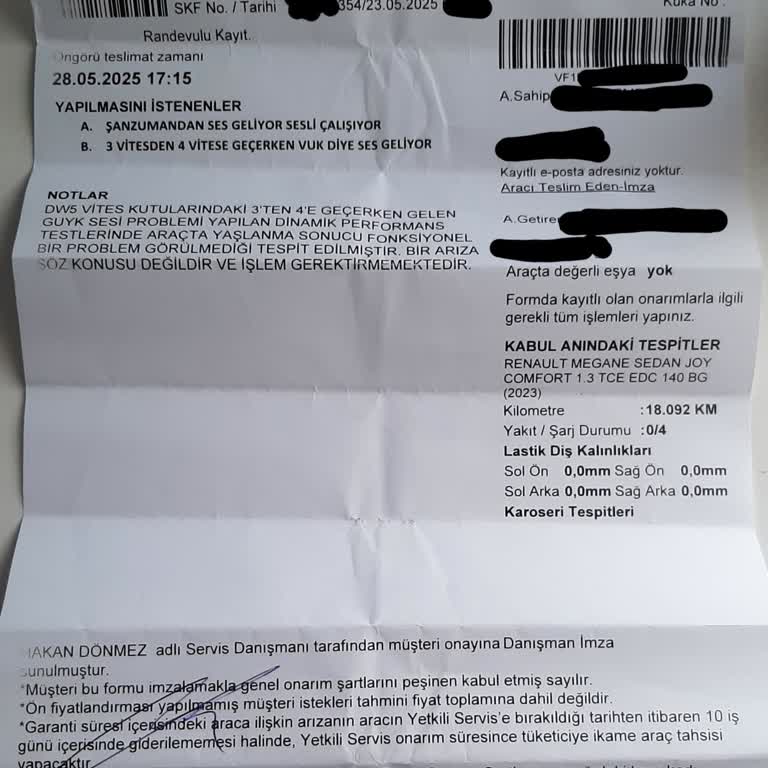 SKF No. / Tarihi
354/23.05.2025
Randevulu Kayıt.
Öngörü teslimat zamanı
28.05.2025 17:15
YAPILMASINI İSTENENLER
A. ŞANZUMANDAN SES GELİYOR SESLİ ÇALIŞIYOR
B. 3 VİTESDEN 4 VİTESE GEÇERKEN VUK DİYE SES GELİYOR
NOTLAR
DW5 VİTES KUTULARINDAKİ 3'TEN 4'E GEÇERKEN GELEN
GUYK SESİ PROBLEMİ YAPILAN DİNAMİK PERFORMANS
TESTLERİNDE ARAÇTA YAŞLANMA SONUCU FONKSİYONEL
BİR PROBLEM GÖRÜLMEDİĞİ TESPİT EDİLMİŞTİR. BİR ARIZA
SÖZ KONUSU DEĞİLDİR VE İŞLEM GEREKTİRMEMEKTEDİR.
VF1
A.Sahip
Kayıtlı e-posta adresiniz yoktur.
Aracı Teslim Eden-İmza
A.Getire
Araçta değerli eşya yok
Formda kayıtlı olan onarımlarla ilgili
gerekli tüm işlemleri yapınız.
KABUL ANINDAKİ TESPİTLER
RENAULT MEGANE SEDAN JOY
COMFORT 1.3 TCE EDC 140 BG
(2023)
Kilometre :18.092 KM
Yakıt / Şarj Durumu :0/4
Lastik Diş Kalınlıkları
Sol Ön 0,0mm Sağ Ön 0,0mm
Sol Arka 0,0mm Sağ Arka 0,0mm
Karoseri Tespitleri
HAKAN DÖNMEZ adlı Servis Danışmanı tarafından müşteri onayına Danışman İmza
sunulmuştur.
*Müşteri bu formu imzalamakla genel onarım şartlarını peşinen kabul etmiş sayılır.
*Ön fiyatlandırması yapılmamış müşteri istekleri tahmini fiyat toplamına dahil değildir.
*Garanti süresi içerisindeki araca ilişkin arızanın aracın Yetkili Servis'e bırakıldığı tarihten itibaren 10 iş
günü içerisinde giderilememesi halinde, Yetkili Servis onarım süresince tüketiciye ikame araç tahsisi
yapacaktır.